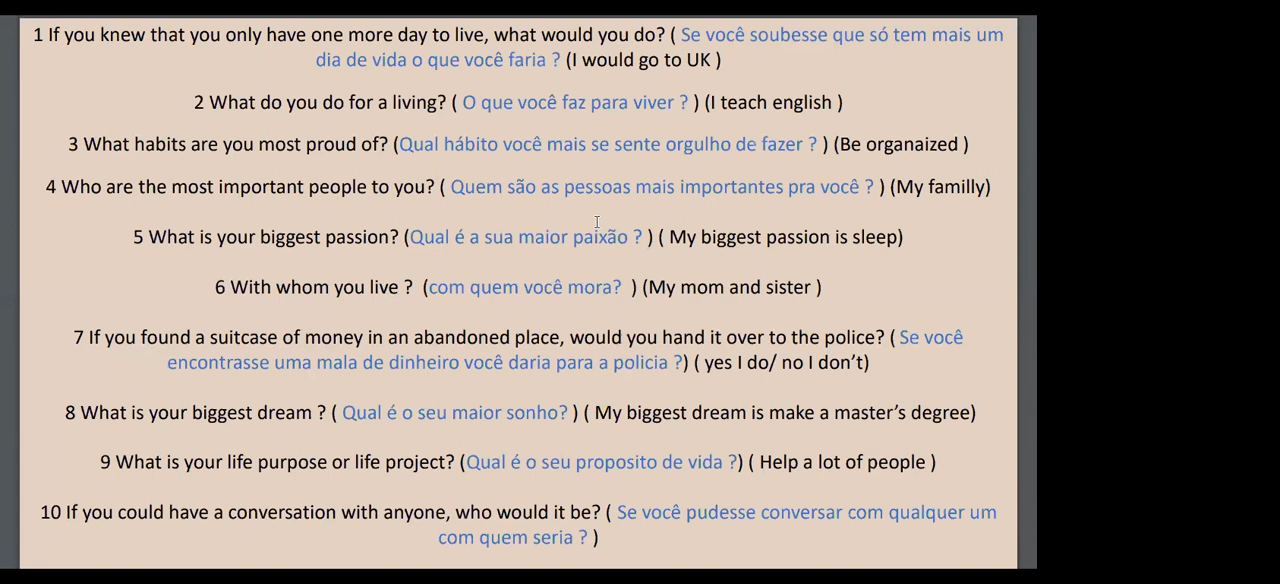 1 If you knew that you only have one more day to live, what would you do? ( Se você soubesse que só tem mais um
dia de vida o que você faria ? (I would go to UK )
2 What do you do for a living? ( O que você faz para viver ? ) (I teach english )
3 What habits are you most proud of? (Qual hábito você mais se sente orgulho de fazer ? ) (Be organaized )
4 Who are the most important people to you? ( Quem são as pessoas mais importantes pra você ? ) (My familly)
5 What is your biggest passion? (Qual é a sua maior paixão ? ) ( My biggest passion is sleep)
6 With whom you live ? (com quem você mora? ) (My mom and sister )
7 If you found a suitcase of money in an abandoned place, would you hand it over to the police? ( Se você
encontrasse uma mala de dinheiro você daria para a policia ?) ( yes I do/ no I don’t)
8 What is your biggest dream ? ( Qual é o seu maior sonho? ) ( My biggest dream is make a master’s degree)
9 What is your life purpose or life project? (Qual é o seu proposito de vida ?) ( Help a lot of people )
10 If you could have a conversation with anyone, who would it be? ( Se você pudesse conversar com qualquer um
com quem seria ? )